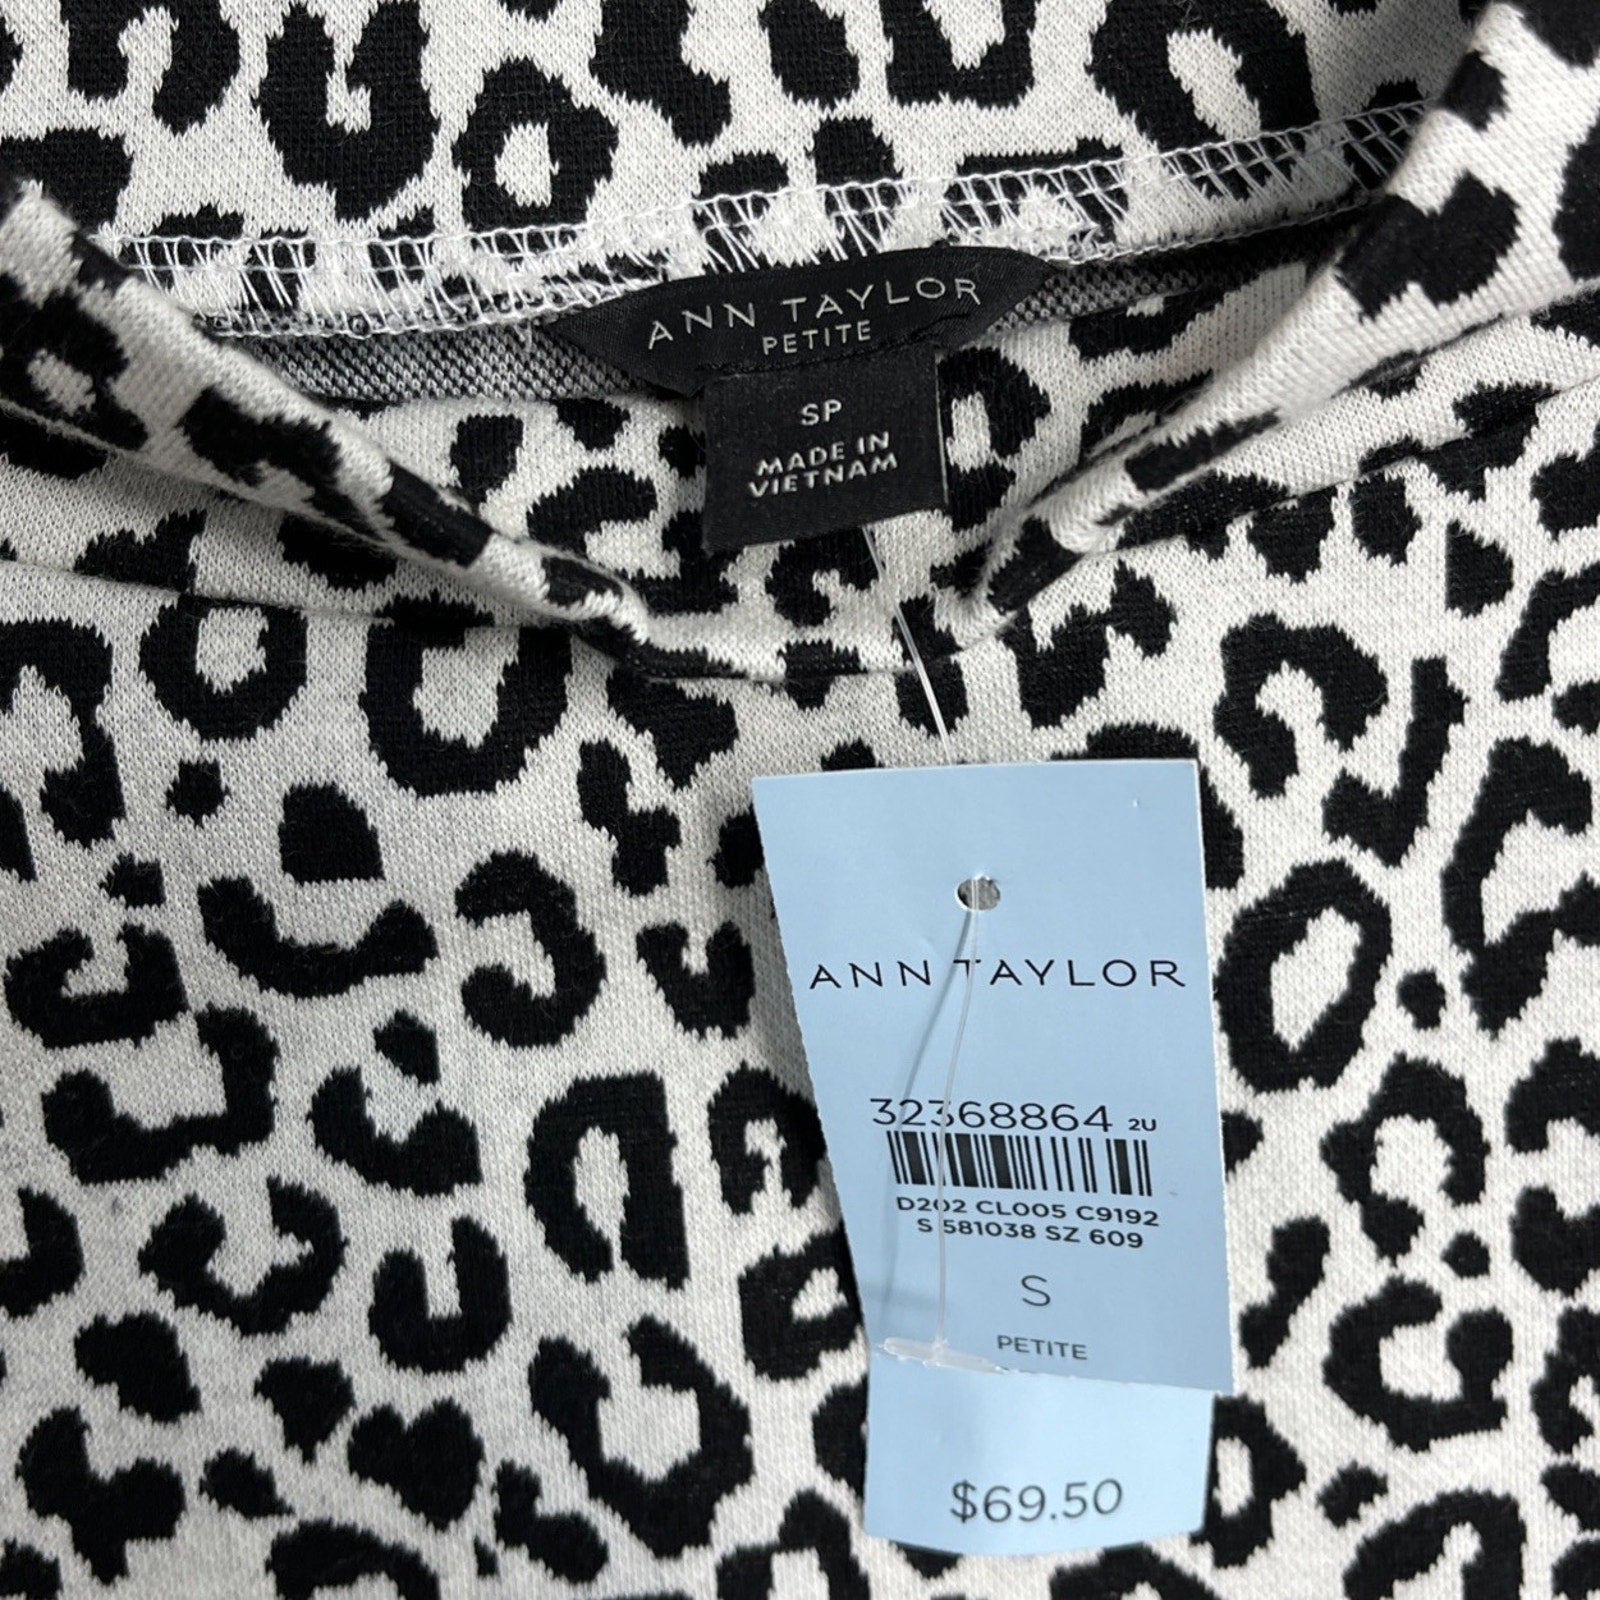 ANN TAYLOR
PETITE
SP
MADE IN
VIETNAM
ANN TAYLOR
32368864 2U
D202 CL005 C9192
S 581038 SZ 609
S
PETITE
$69.50